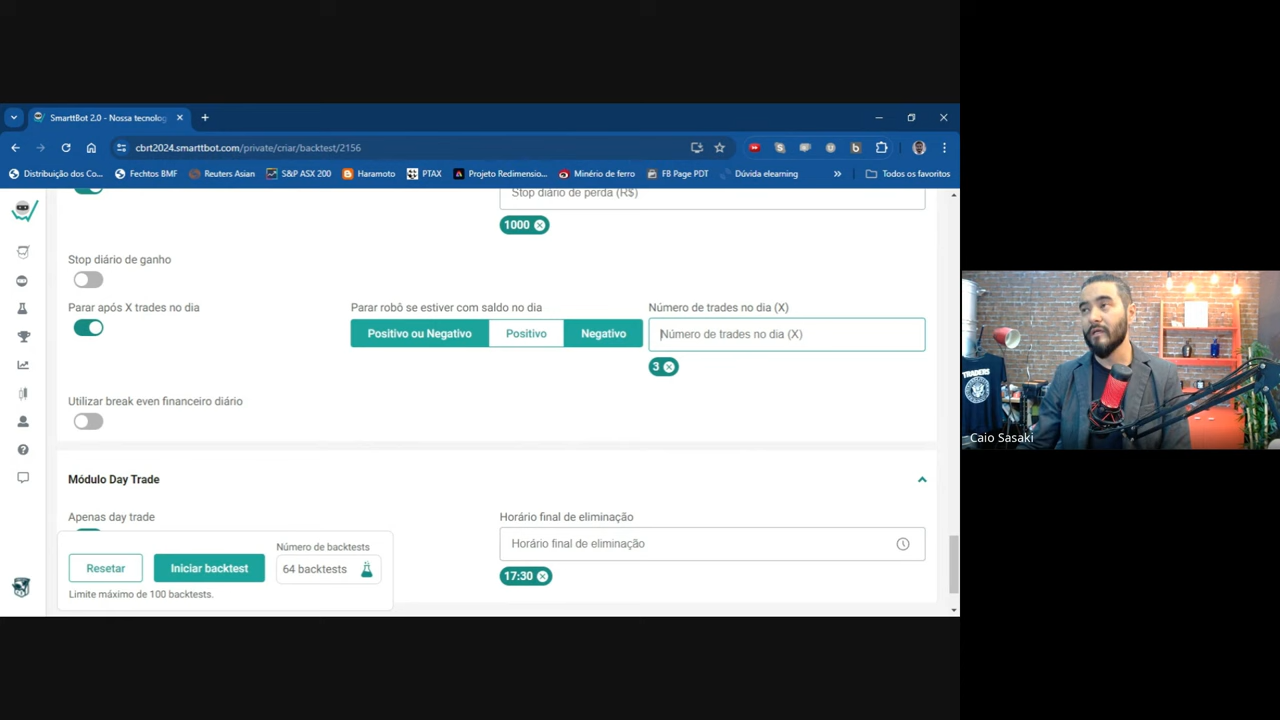 SmarttBot 2.0 - Nossa tecnolog
cbrt2024.smarttbot.com/private/criar/backtest/2156
Distribuição dos Co...
Fechtos BMF
Reuters Asian
S&P ASX 200
Haramoto
PTAX
Projeto Redimensio...
Minério de ferro
FB Page PDT
Dúvida elearning
»
Todos os favoritos
Stop diário de perda (R$)
1000
Stop diário de ganho
Parar após X trades no dia
Parar robô se estiver com saldo no dia
Número de trades no dia (X)
Positivo ou Negativo
Positivo
Negativo
Número de trades no dia (X)
3
Utilizar break even financeiro diário
Módulo Day Trade
Apenas day trade
Horário final de eliminação
Horário final de eliminação
17:30
Número de backtests
Resetar
Iniciar backtest
64 backtests
Limite máximo de 100 backtests.
TRADERS
Caio Sasaki